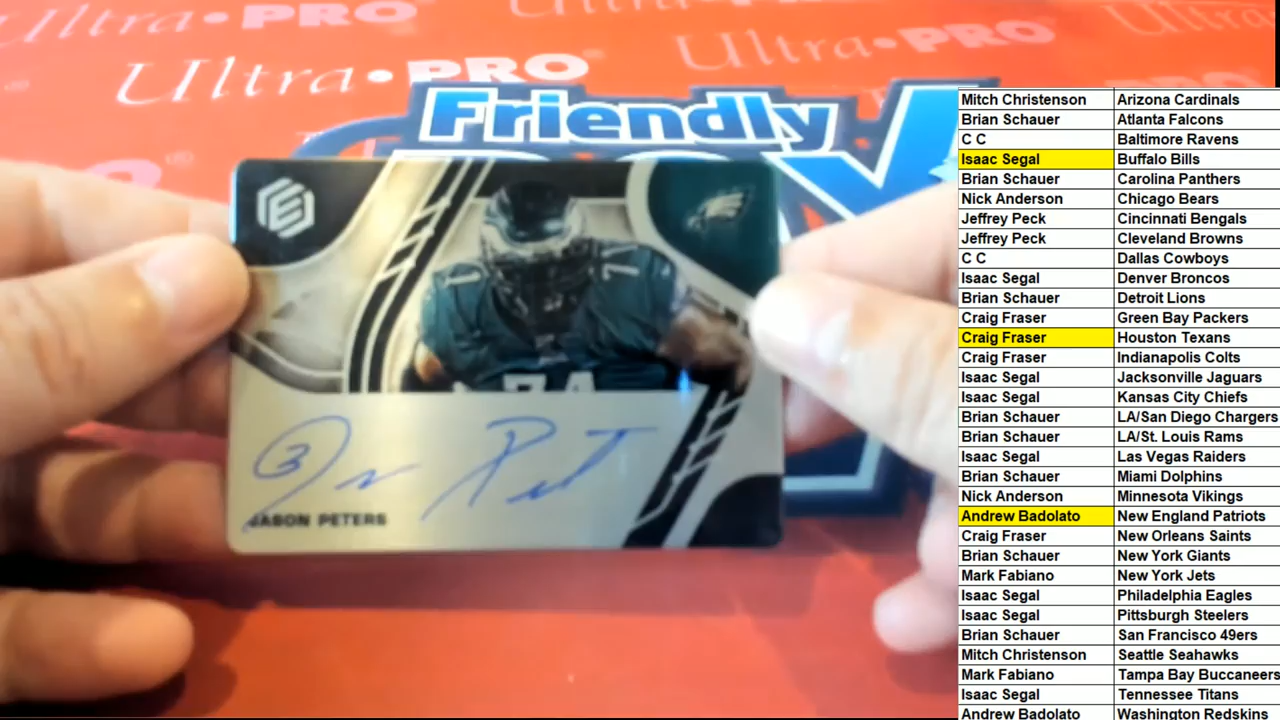 Ultra•PRO
Ultra•PRO
Ultra•PRO
Ultra•PRO
Friendly
71
JASON PETERS
Mitch Christenson Arizona Cardinals
Brian Schauer Atlanta Falcons
C C Baltimore Ravens
Isaac Segal Buffalo Bills
Brian Schauer Carolina Panthers
Nick Anderson Chicago Bears
Jeffrey Peck Cincinnati Bengals
Jeffrey Peck Cleveland Browns
C C Dallas Cowboys
Isaac Segal Denver Broncos
Brian Schauer Detroit Lions
Craig Fraser Green Bay Packers
Craig Fraser Houston Texans
Craig Fraser Indianapolis Colts
Isaac Segal Jacksonville Jaguars
Isaac Segal Kansas City Chiefs
Brian Schauer LA/San Diego Chargers
Brian Schauer LA/St. Louis Rams
Isaac Segal Las Vegas Raiders
Brian Schauer Miami Dolphins
Nick Anderson Minnesota Vikings
Andrew Badolato New England Patriots
Craig Fraser New Orleans Saints
Brian Schauer New York Giants
Mark Fabiano New York Jets
Isaac Segal Philadelphia Eagles
Isaac Segal Pittsburgh Steelers
Brian Schauer San Francisco 49ers
Mitch Christenson Seattle Seahawks
Mark Fabiano Tampa Bay Buccaneers
Isaac Segal Tennessee Titans
Andrew Badolato Washington Redskins